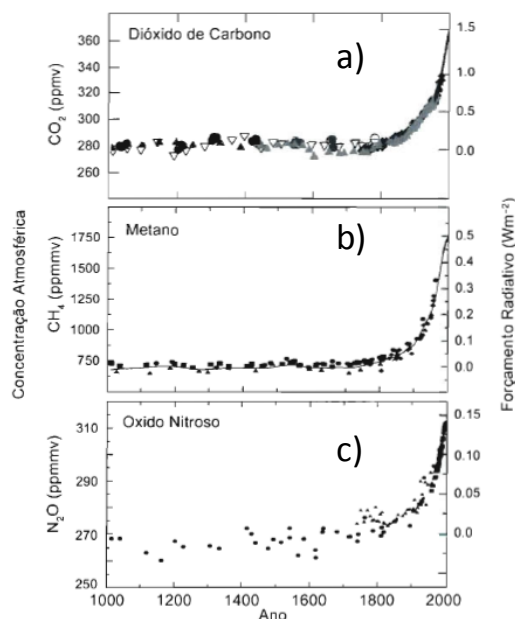 Dióxido de Carbono
a)
CO₂ (ppmv)
360
340
320
300
280
260
1.5
1.0
0.5
0.0
Metano
b)
CH₄ (ppmmv)
1750
1500
1250
1000
750
0.5
0.4
0.3
0.2
0.1
0.0
Oxido Nitroso
c)
N₂O (ppmmv)
310
290
270
250
0.15
0.10
0.05
0.0
1000
1200
1400
1600
1800
2000
Ano
Concentração Atmosférica
Forçamento Radiativo (Wm⁻²)